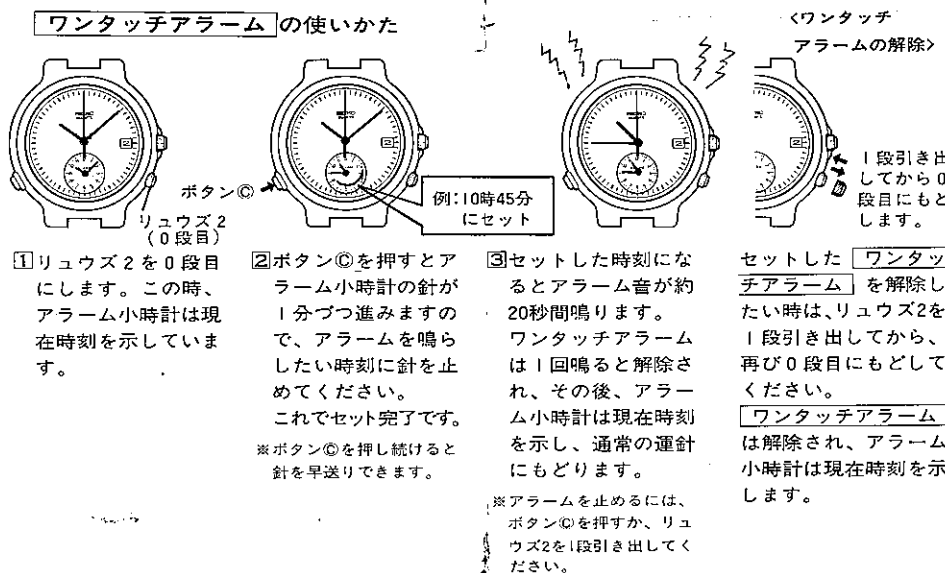 ワンタッチアラーム の使いかた
ボタンⒸ
リュウズ2
(0段目)
例:10時45分
にセット
1リュウズ2を0段目
にします。この時、
アラーム小時計は現
在時刻を示していま
す。
2ボタンⒸを押すとア
ラーム小時計の針が
1分づつ進みますの
で、アラームを鳴ら
したい時刻に針を止
めてください。
これでセット完了です。
※ボタンⒸを押し続けると
針を早送りできます。
3セットした時刻にな
るとアラーム音が約
20秒間鳴ります。
ワンタッチアラーム
は1回鳴ると解除さ
れ、その後、アラー
ム小時計は現在時刻
を示し、通常の運針
にもどります。
※アラームを止めるには、
ボタンⒸを押すか、リュ
ウズ2を1段引き出してく
ださい。
<ワンタッチ
アラームの解除>
1段引き出
してから0
段目にもど
します。
セットした ワンタッ
チアラーム を解除し
たい時は、リュウズ2を
1段引き出してから、
再び0段目にもどして
ください。
ワンタッチアラーム
は解除され、アラーム
小時計は現在時刻を示
します。